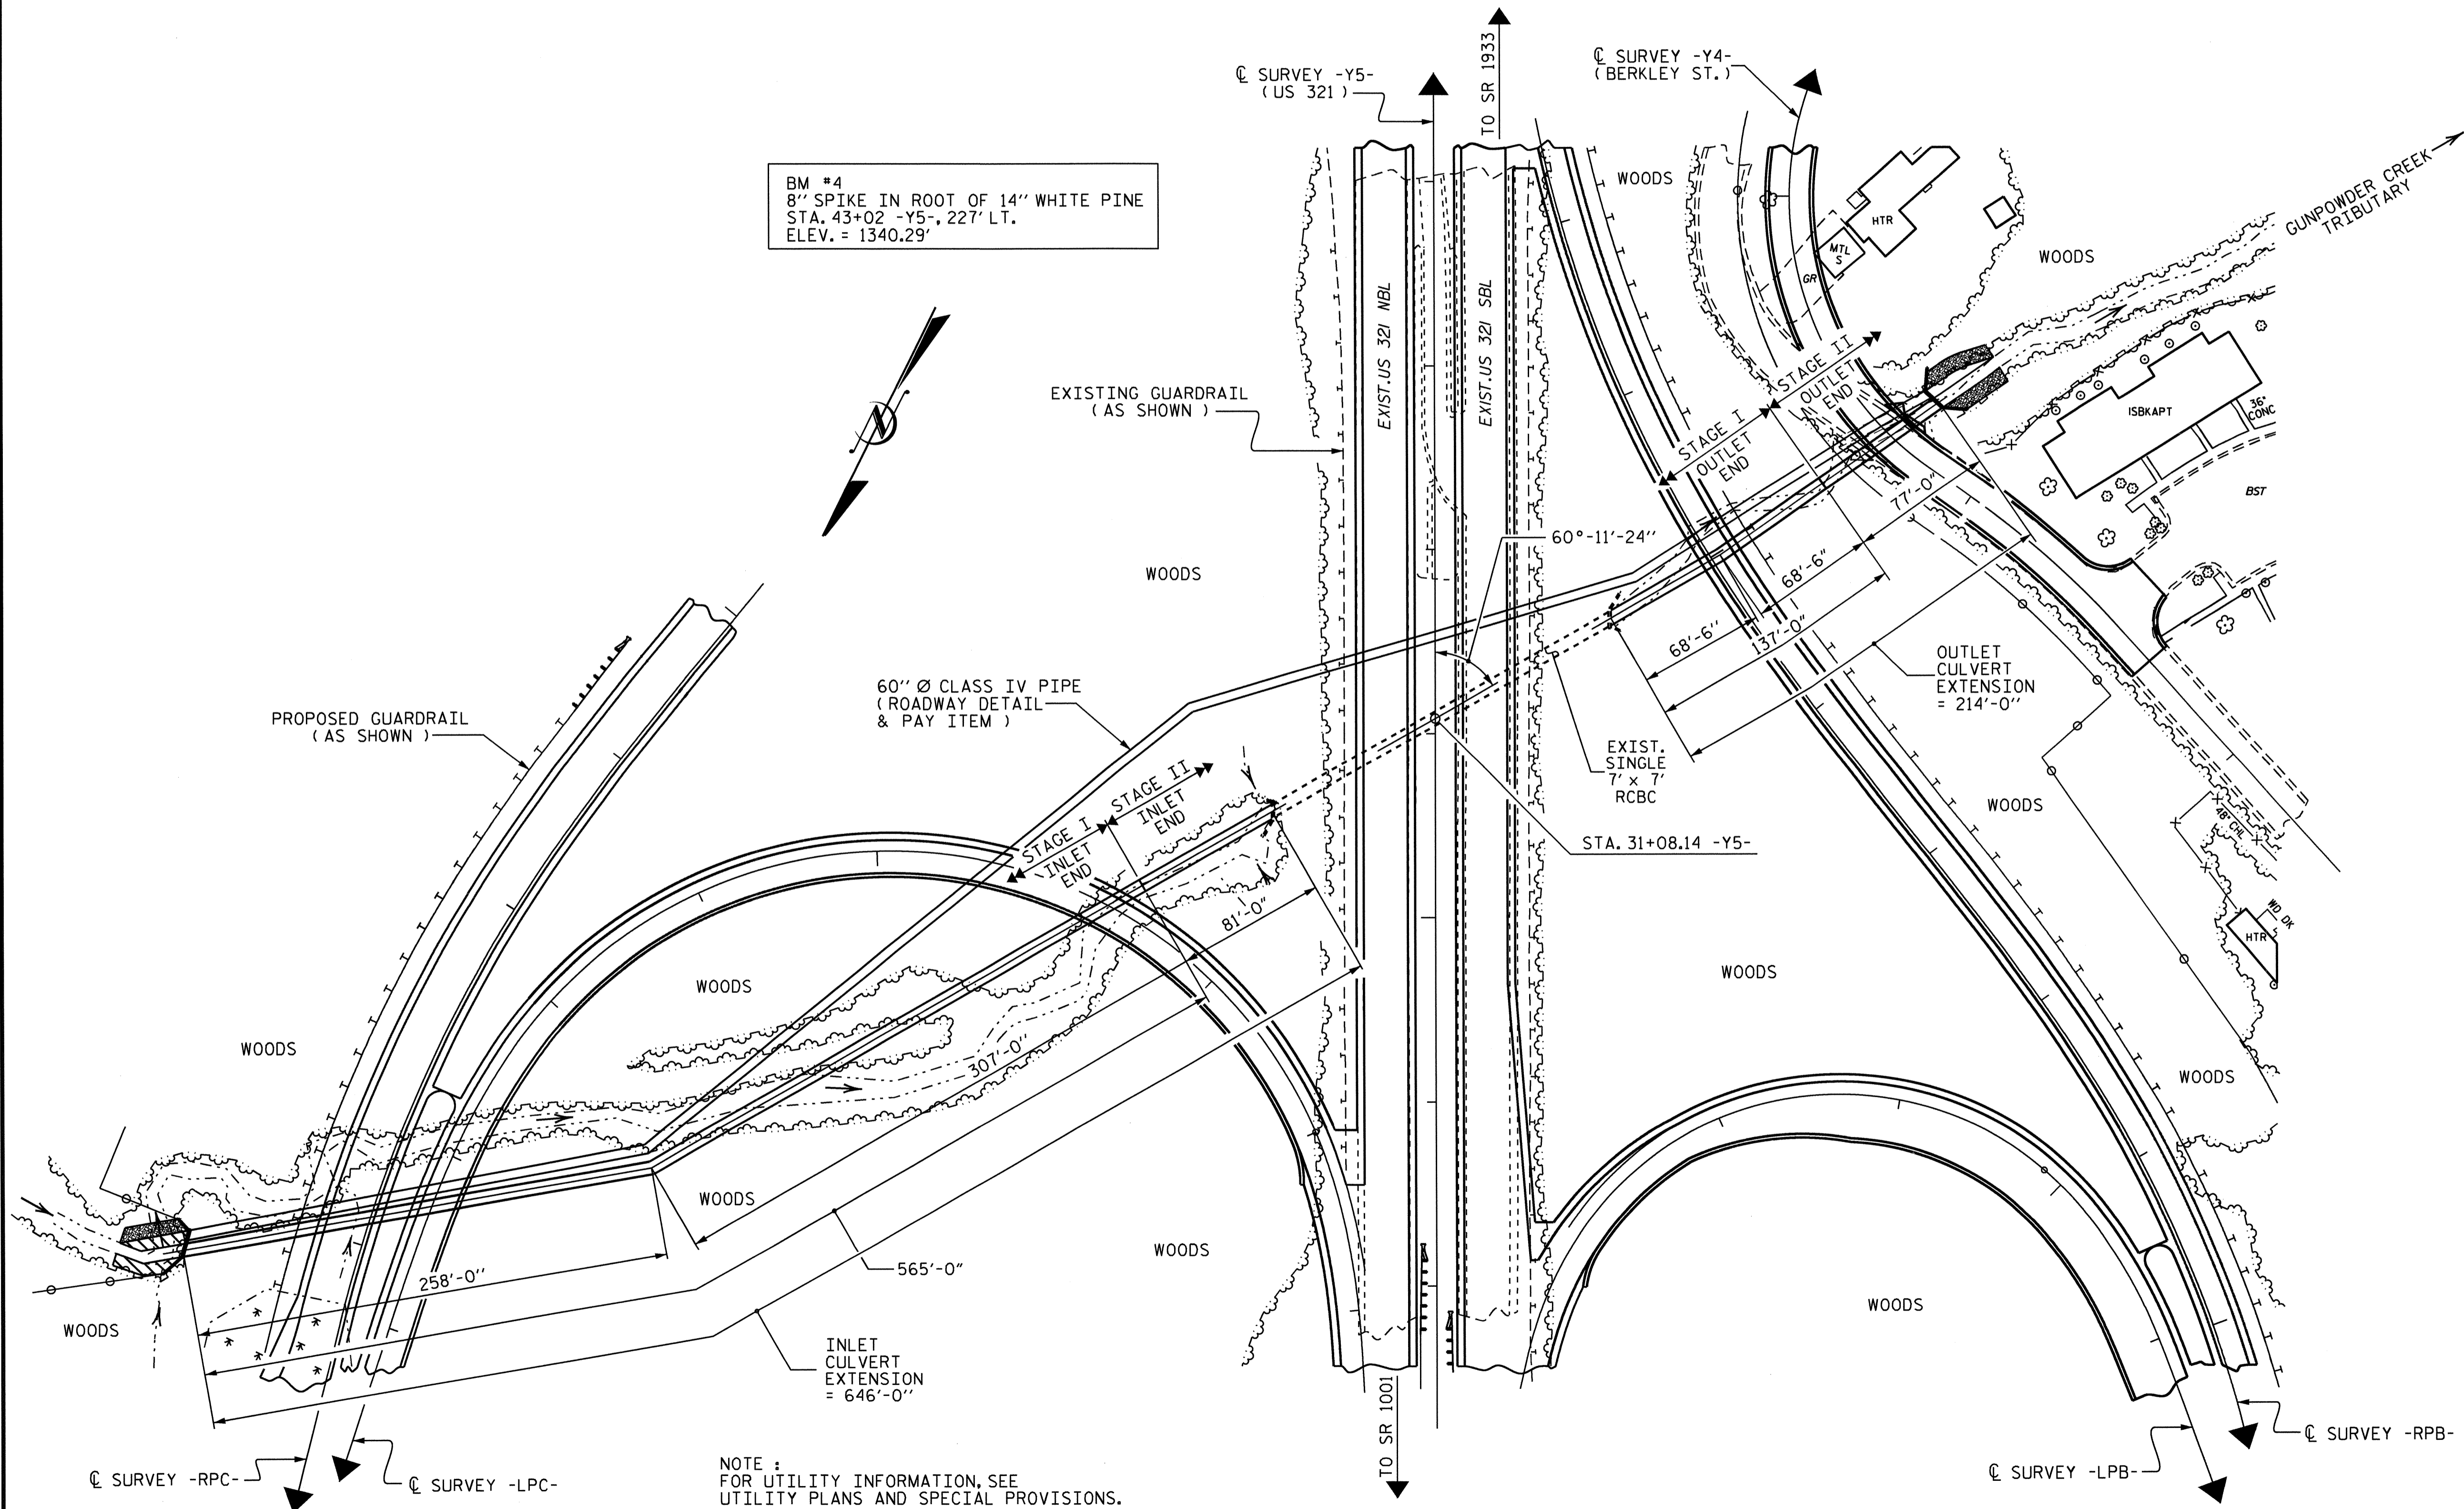 TO SR 1933
℄ SURVEY -Y5-
( US 321 )
℄ SURVEY -Y4-
( BERKLEY ST. )
BM #4
8'' SPIKE IN ROOT OF 14'' WHITE PINE
STA. 43+02 -Y5-, 227' LT.
ELEV. = 1340.29'
WOODS
HTR
MTL
S
GR
WOODS
GUNPOWDER CREEK
TRIBUTARY
N
EXIST. US 321 NBL
EXIST. US 321 SBL
EXISTING GUARDRAIL
( AS SHOWN )
STAGE II
OUTLET
END
STAGE I
OUTLET
END
ISBKAPT
36"
CONC
BST
77'-0''
60°-11'-24''
WOODS
68'-6''
68'-6''
137'-0''
OUTLET
CULVERT
EXTENSION
= 214'-0''
60'' Ø CLASS IV PIPE
( ROADWAY DETAIL
& PAY ITEM )
PROPOSED GUARDRAIL
( AS SHOWN )
EXIST.
SINGLE
7' x 7'
RCBC
STAGE II
INLET
END
STAGE I
INLET
END
STA. 31+08.14 -Y5-
WOODS
48" CHL
WD DK
HTR
81'-0''
WOODS
WOODS
WOODS
307'-0''
WOODS
WOODS
WOODS
565'-0''
258'-0''
WOODS
WOODS
INLET
CULVERT
EXTENSION
= 646'-0''
TO SR 1001
℄ SURVEY -RPC-
℄ SURVEY -LPC-
℄ SURVEY -LPB-
℄ SURVEY -RPB-
NOTE :
FOR UTILITY INFORMATION, SEE
UTILITY PLANS AND SPECIAL PROVISIONS.